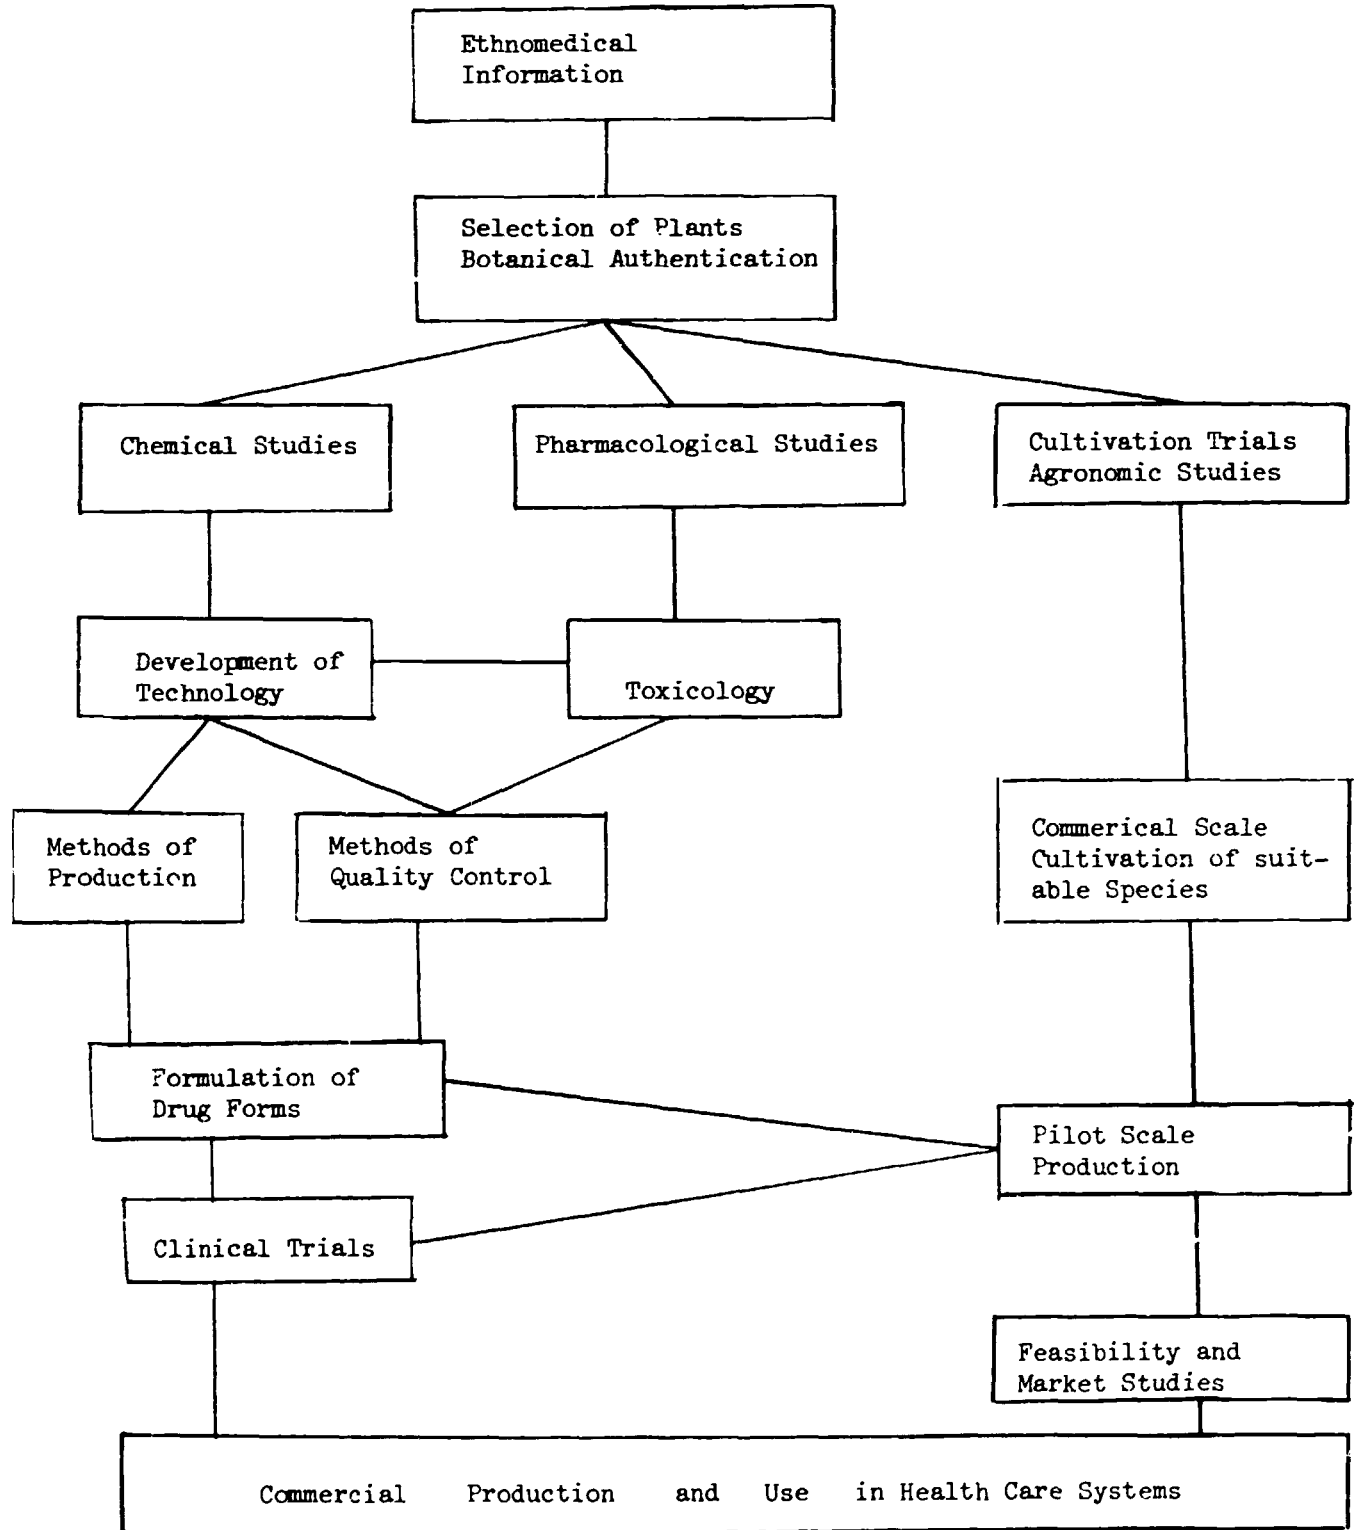 Ethnomedical
Information
Selection of Plants
Botanical Authentication
Chemical Studies
Pharmacological Studies
Cultivation Trials
Agronomic Studies
Development of
Technology
Toxicology
Methods of
Production
Methods of
Quality Control
Commerical Scale
Cultivation of suit-
able Species
Formulation of
Drug Forms
Pilot Scale
Production
Clinical Trials
Feasibility and
Market Studies
Commercial Production and Use in Health Care Systems